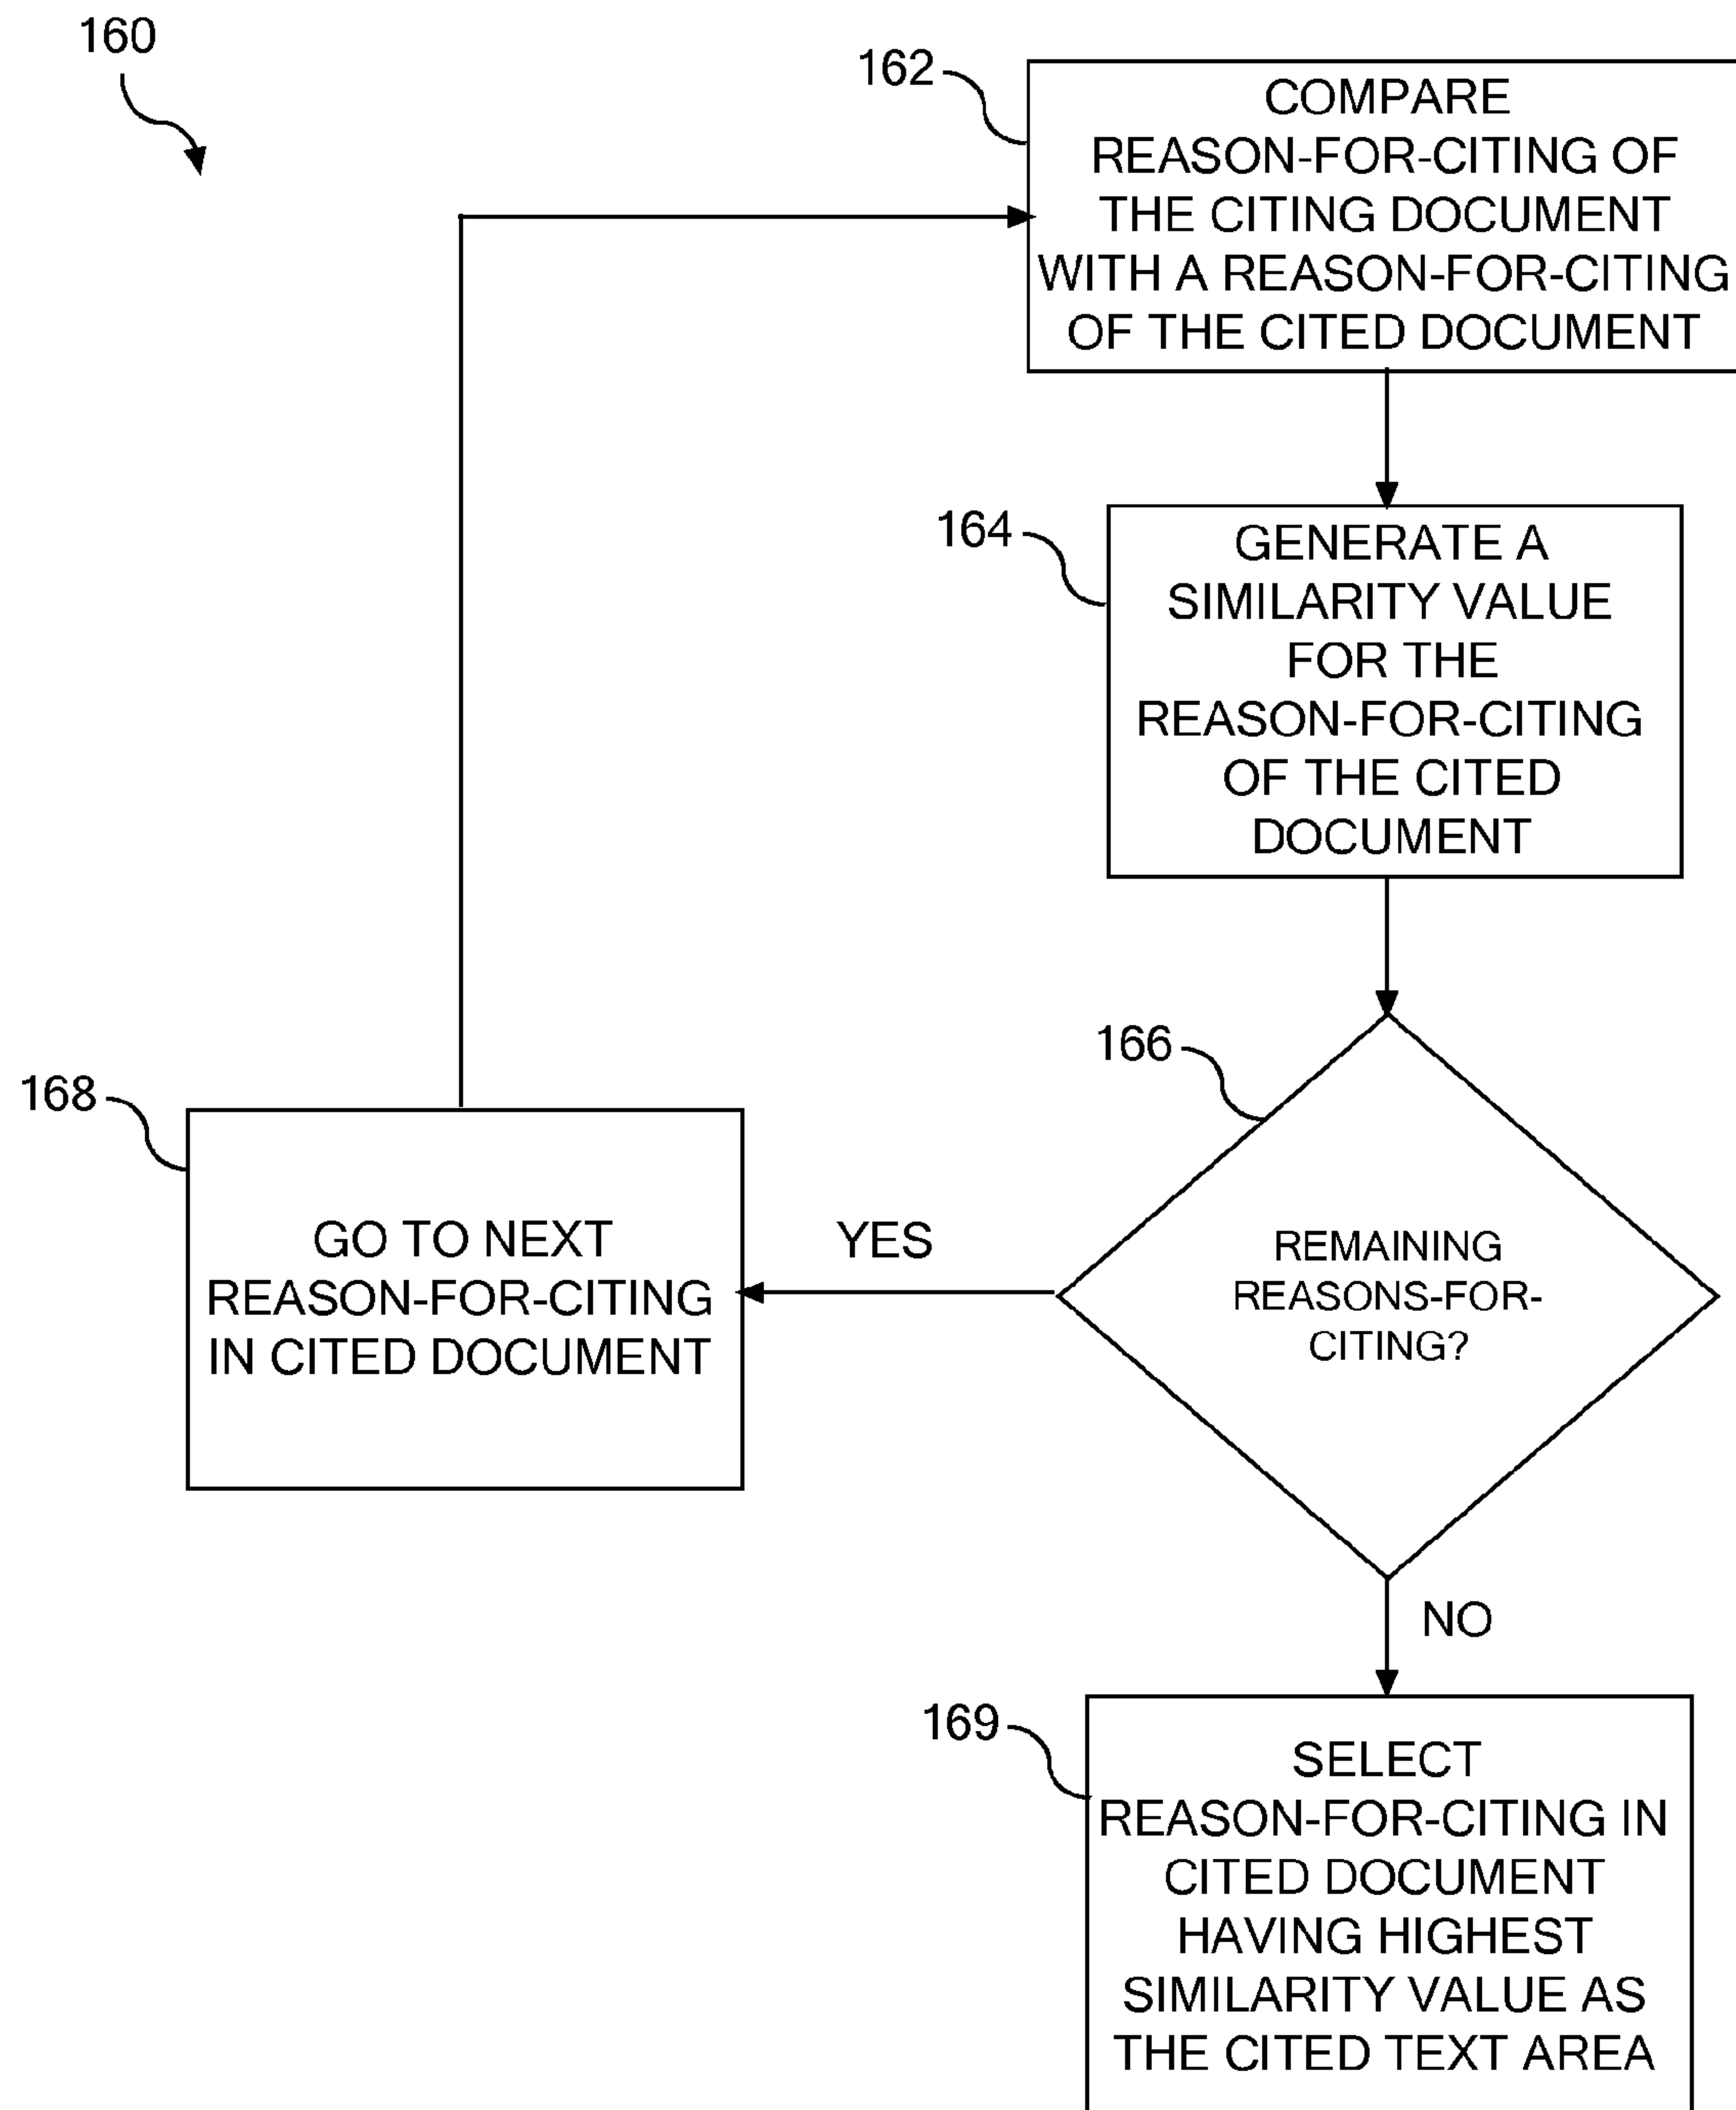 160
162
COMPARE
REASON-FOR-CITING OF
THE CITING DOCUMENT
WITH A REASON-FOR-CITING
OF THE CITED DOCUMENT
164
GENERATE A
SIMILARITY VALUE
FOR THE
REASON-FOR-CITING
OF THE CITED
DOCUMENT
166
REMAINING
REASONS-FOR-
CITING?
YES
168
GO TO NEXT
REASON-FOR-CITING
IN CITED DOCUMENT
NO
169
SELECT
REASON-FOR-CITING IN
CITED DOCUMENT
HAVING HIGHEST
SIMILARITY VALUE AS
THE CITED TEXT AREA